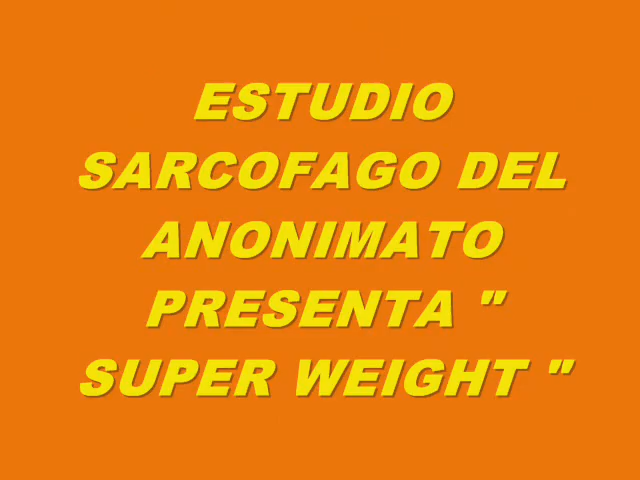 ESTUDIO
SARCOFAGO DEL
ANONIMATO
PRESENTA "
SUPER WEIGHT "